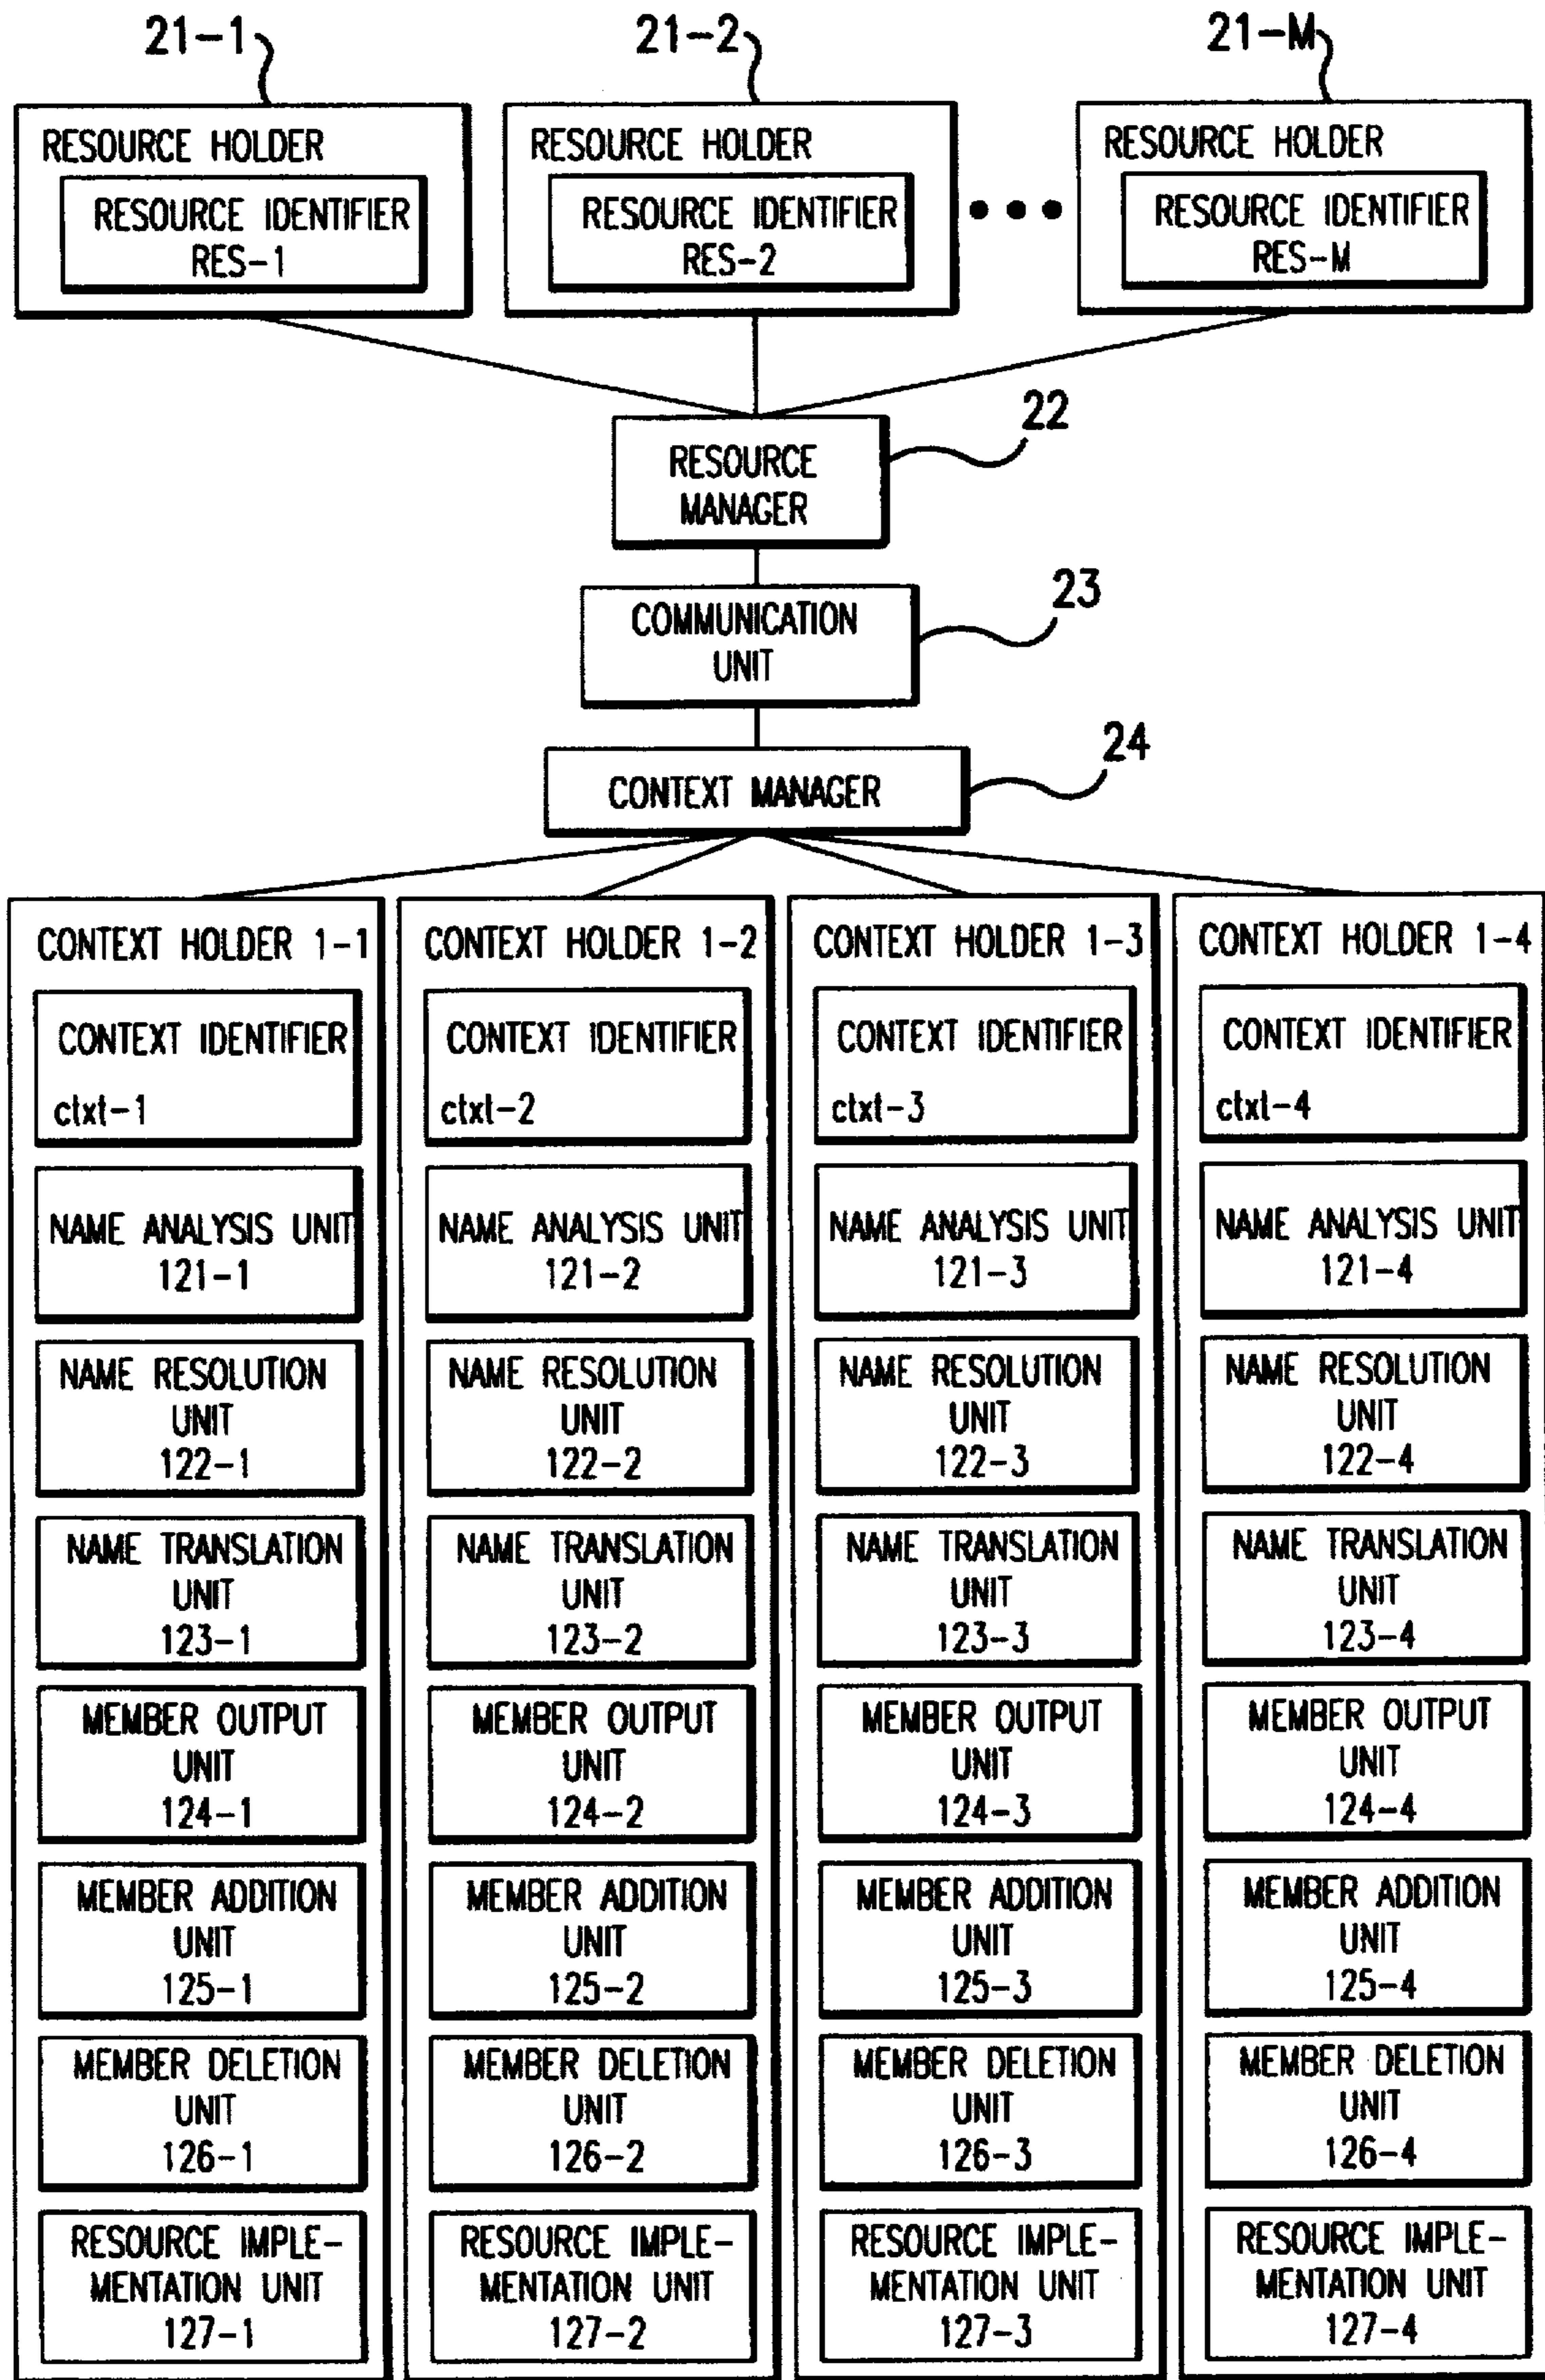 21-1
21-2
21-M
RESOURCE HOLDER
RESOURCE IDENTIFIER
RES-1
RESOURCE HOLDER
RESOURCE IDENTIFIER
RES-2
RESOURCE HOLDER
RESOURCE IDENTIFIER
RES-M
22
RESOURCE
MANAGER
23
COMMUNICATION
UNIT
24
CONTEXT MANAGER
CONTEXT HOLDER 1-1
CONTEXT IDENTIFIER
ctxt-1
NAME ANALYSIS UNIT
121-1
NAME RESOLUTION
UNIT
122-1
NAME TRANSLATION
UNIT
123-1
MEMBER OUTPUT
UNIT
124-1
MEMBER ADDITION
UNIT
125-1
MEMBER DELETION
UNIT
126-1
RESOURCE IMPLE-
MENTATION UNIT
127-1
CONTEXT HOLDER 1-2
CONTEXT IDENTIFIER
ctxt-2
NAME ANALYSIS UNIT
121-2
NAME RESOLUTION
UNIT
122-2
NAME TRANSLATION
UNIT
123-2
MEMBER OUTPUT
UNIT
124-2
MEMBER ADDITION
UNIT
125-2
MEMBER DELETION
UNIT
126-2
RESOURCE IMPLE-
MENTATION UNIT
127-2
CONTEXT HOLDER 1-3
CONTEXT IDENTIFIER
ctxt-3
NAME ANALYSIS UNIT
121-3
NAME RESOLUTION
UNIT
122-3
NAME TRANSLATION
UNIT
123-3
MEMBER OUTPUT
UNIT
124-3
MEMBER ADDITION
UNIT
125-3
MEMBER DELETION
UNIT
126-3
RESOURCE IMPLE-
MENTATION UNIT
127-3
CONTEXT HOLDER 1-4
CONTEXT IDENTIFIER
ctxt-4
NAME ANALYSIS UNIT
121-4
NAME RESOLUTION
UNIT
122-4
NAME TRANSLATION
UNIT
123-4
MEMBER OUTPUT
UNIT
124-4
MEMBER ADDITION
UNIT
125-4
MEMBER DELETION
UNIT
126-4
RESOURCE IMPLE-
MENTATION UNIT
127-4